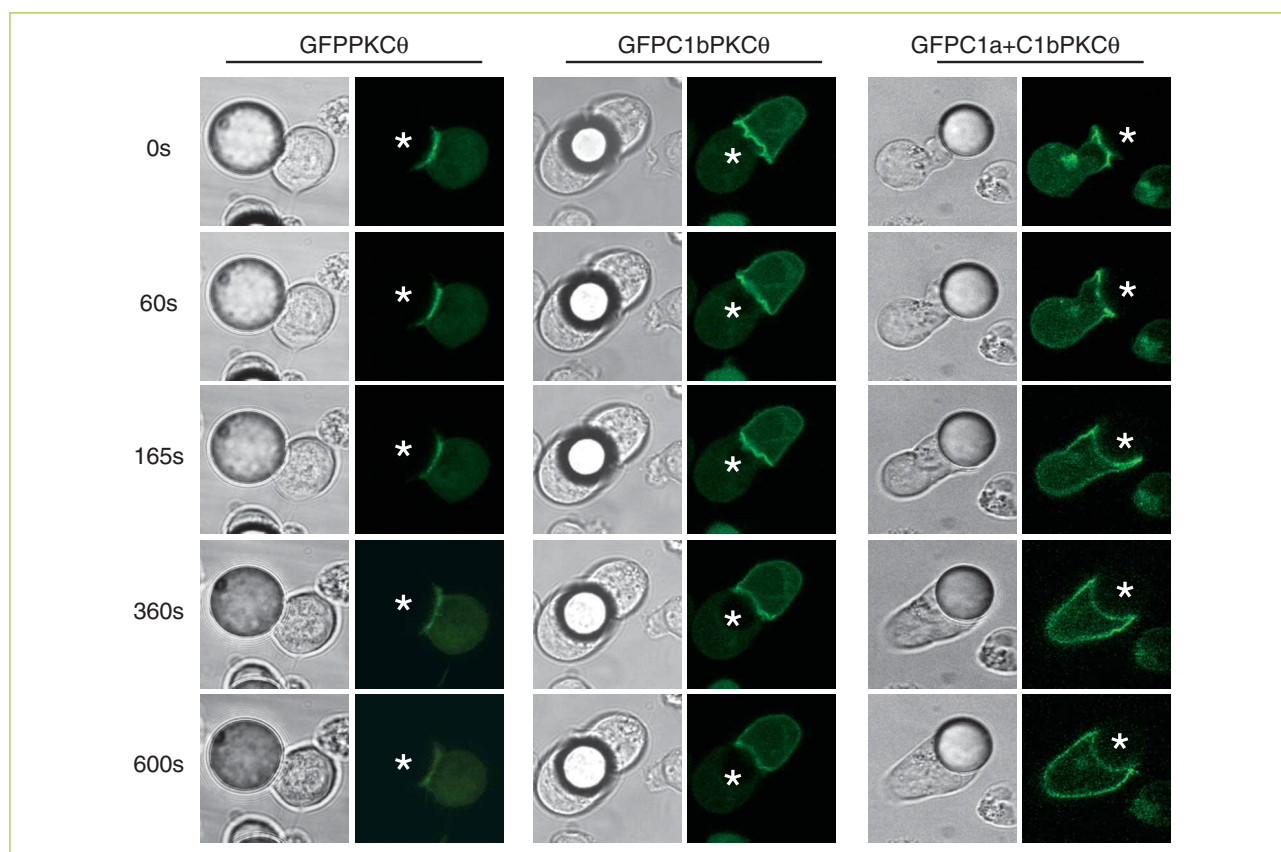 GFPPKCθ GFPC1bPKCθ GFPC1a+C1bPKCθ
0s
* * *
60s
* * *
165s
* * *
360s
* * *
600s
* * *